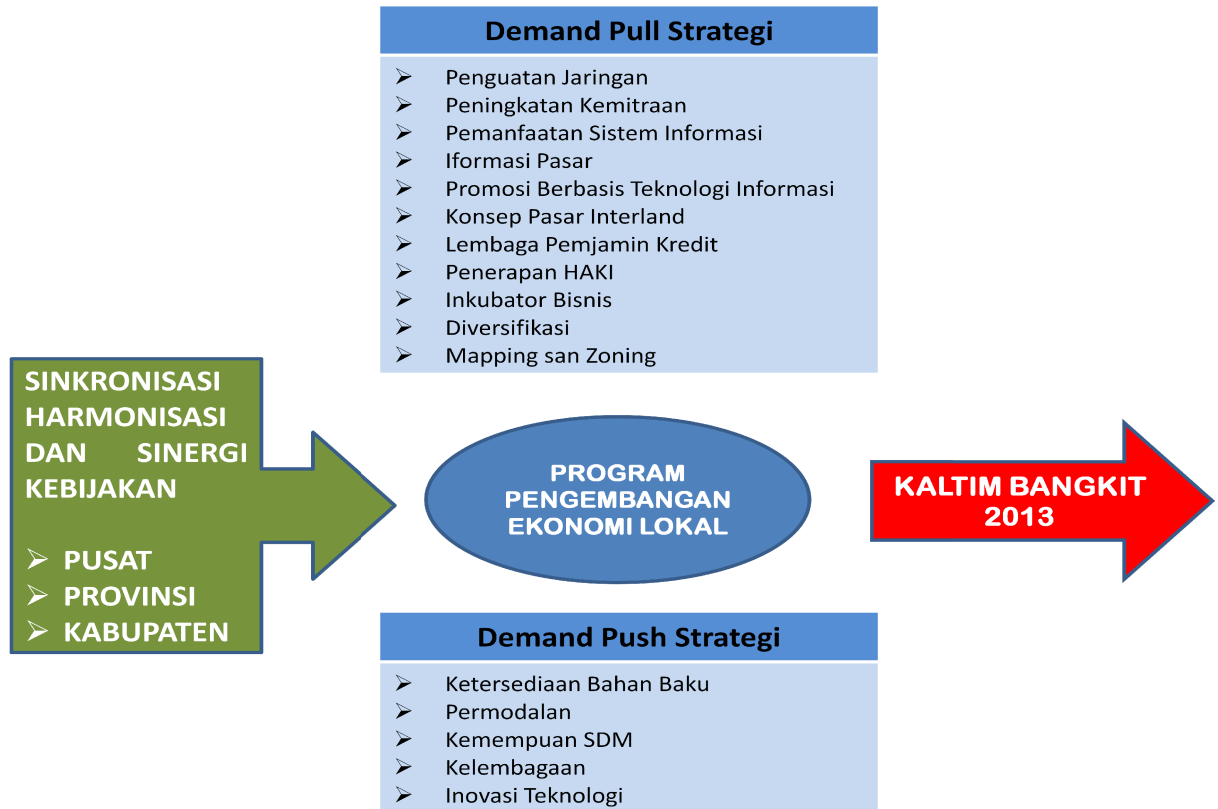 Demand Pull Strategi
➢ Penguatan Jaringan
➢ Peningkatan Kemitraan
➢ Pemanfaatan Sistem Informasi
➢ Iformasi Pasar
➢ Promosi Berbasis Teknologi Informasi
➢ Konsep Pasar Interland
➢ Lembaga Pemjamin Kredit
➢ Penerapan HAKI
➢ Inkubator Bisnis
➢ Diversifikasi
➢ Mapping san Zoning
SINKRONISASI
HARMONISASI
DAN SINERGI
KEBIJAKAN
➢ PUSAT
➢ PROVINSI
➢ KABUPATEN
PROGRAM
PENGEMBANGAN
EKONOMI LOKAL
KALTIM BANGKIT
2013
Demand Push Strategi
➢ Ketersediaan Bahan Baku
➢ Permodalan
➢ Kemempuan SDM
➢ Kelembagaan
➢ Inovasi Teknologi